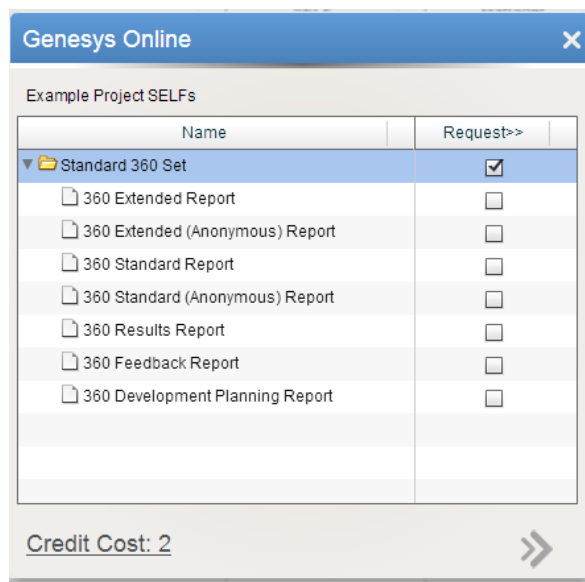 Genesys Online
Example Project SELFs
Name Request>>
Standard 360 Set
360 Extended Report
360 Extended (Anonymous) Report
360 Standard Report
360 Standard (Anonymous) Report
360 Results Report
360 Feedback Report
360 Development Planning Report
Credit Cost: 2